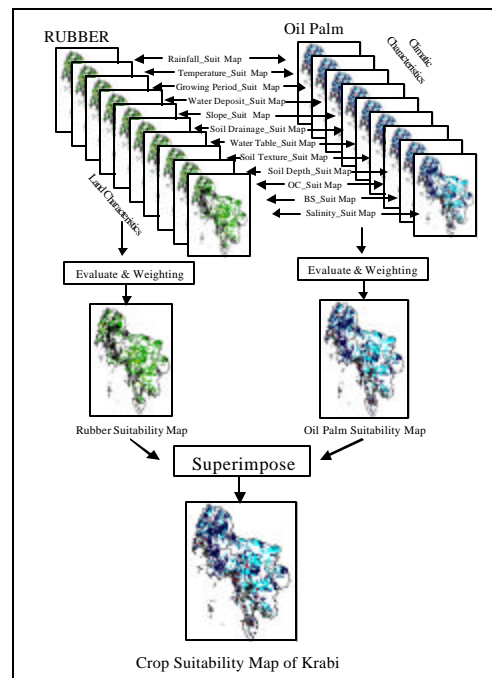 RUBBER
Oil Palm
Rainfall_Suit Map
Temperature_Suit Map
Growing Period_Suit Map
Water Deposit_Suit Map
Slope_Suit Map
Soil Drainage_Suit Map
Water Table_Suit Map
Soil Texture_Suit Map
Soil Depth_Suit Map
OC_Suit Map
BS_Suit Map
Salinity_Suit Map
Climatic
Characteristics
Land Characteristics
Evaluate & Weighting
Evaluate & Weighting
Rubber Suitability Map
Oil Palm Suitability Map
Superimpose
Crop Suitability Map of Krabi